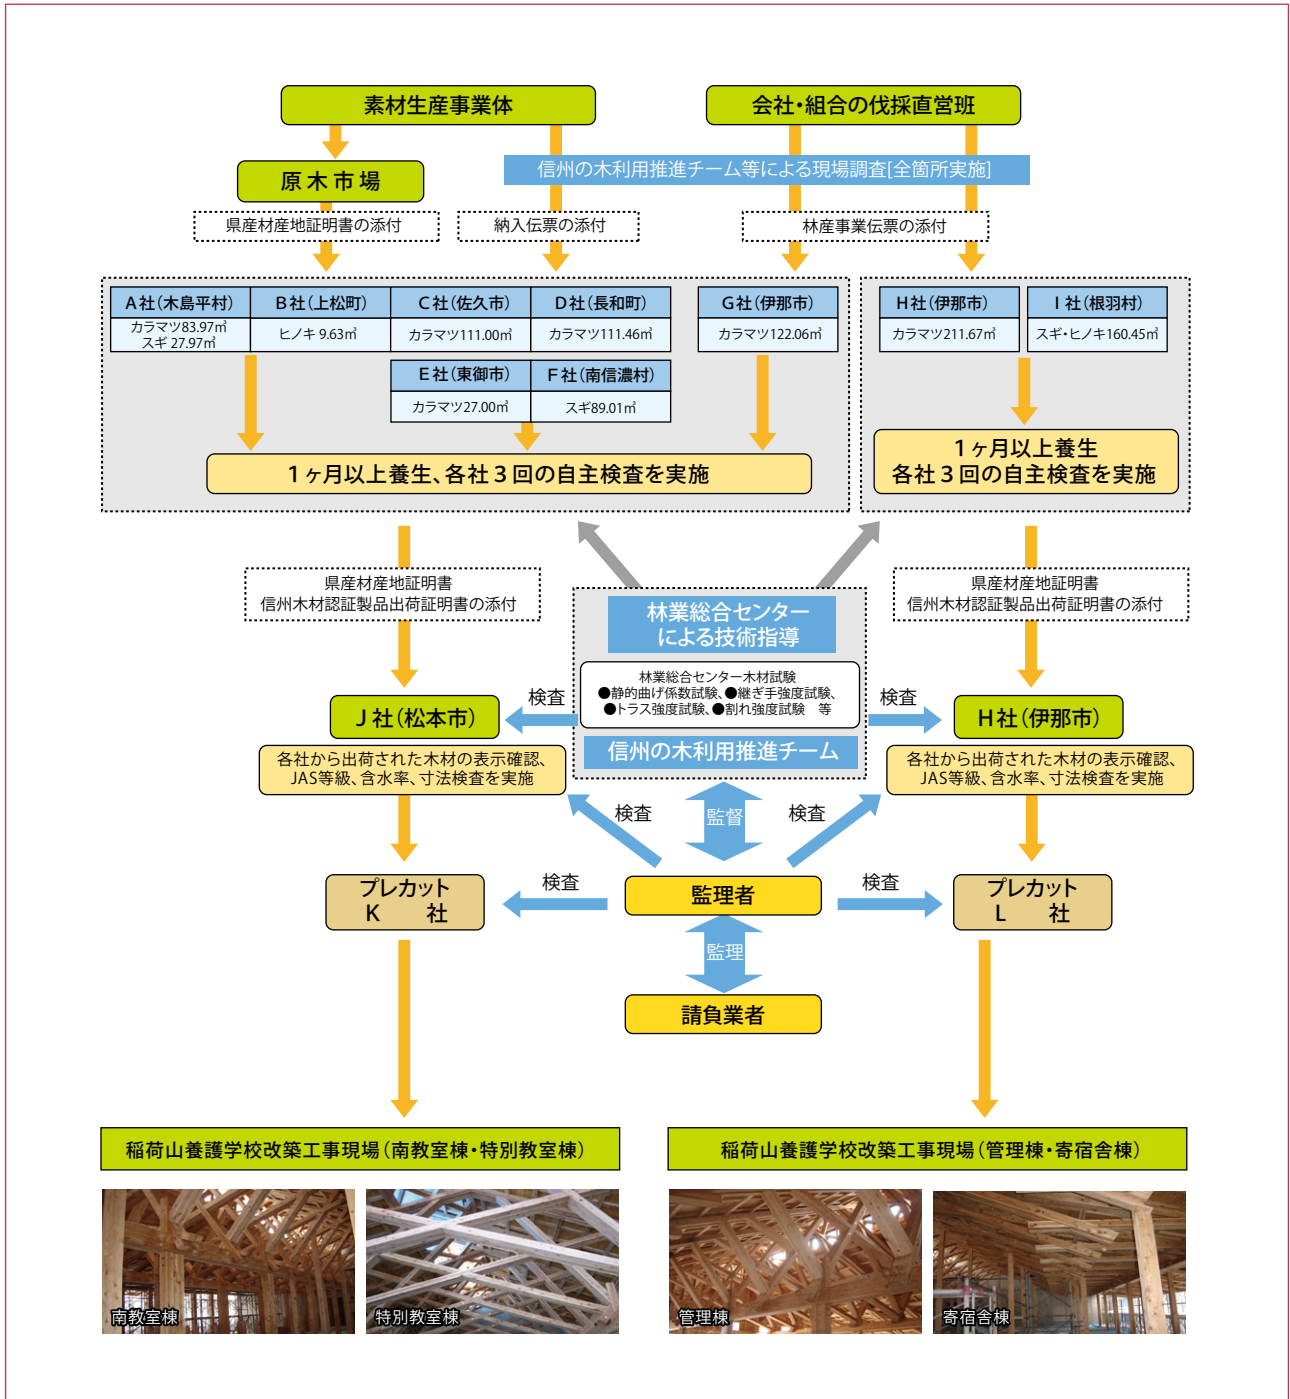 素材生産事業体
会社・組合の伐採直営班
信州の木利用推進チーム等による現場調査[全箇所実施]
原木市場
県産材産地証明書の添付
納入伝票の添付
林産事業伝票の添付
A社(木島平村)
カラマツ83.97㎥
スギ 27.97㎥
B社(上松町)
ヒノキ 9.63㎥
C社(佐久市)
カラマツ111.00㎥
D社(長和町)
カラマツ111.46㎥
G社(伊那市)
カラマツ122.06㎥
H社(伊那市)
カラマツ211.67㎥
I社(根羽村)
スギ・ヒノキ160.45㎥
E社(東御市)
カラマツ27.00㎥
F社(南信濃村)
スギ89.01㎥
1ヶ月以上養生、各社3回の自主検査を実施
1ヶ月以上養生
各社3回の自主検査を実施
県産材産地証明書
信州木材認証製品出荷証明書の添付
県産材産地証明書
信州木材認証製品出荷証明書の添付
林業総合センター
による技術指導
林業総合センター木材試験
●静的曲げ係数試験、●継ぎ手強度試験、
●トラス強度試験、●割れ強度試験 等
信州の木利用推進チーム
検査
検査
J社(松本市)
H社(伊那市)
各社から出荷された木材の表示確認、
JAS等級、含水率、寸法検査を実施
各社から出荷された木材の表示確認、
JAS等級、含水率、寸法検査を実施
検査
監督
検査
プレカット
K 社
検査
監理者
検査
プレカット
L 社
監理
請負業者
稲荷山養護学校改築工事現場(南教室棟・特別教室棟)
稲荷山養護学校改築工事現場(管理棟・寄宿舎棟)
南教室棟
特別教室棟
管理棟
寄宿舎棟